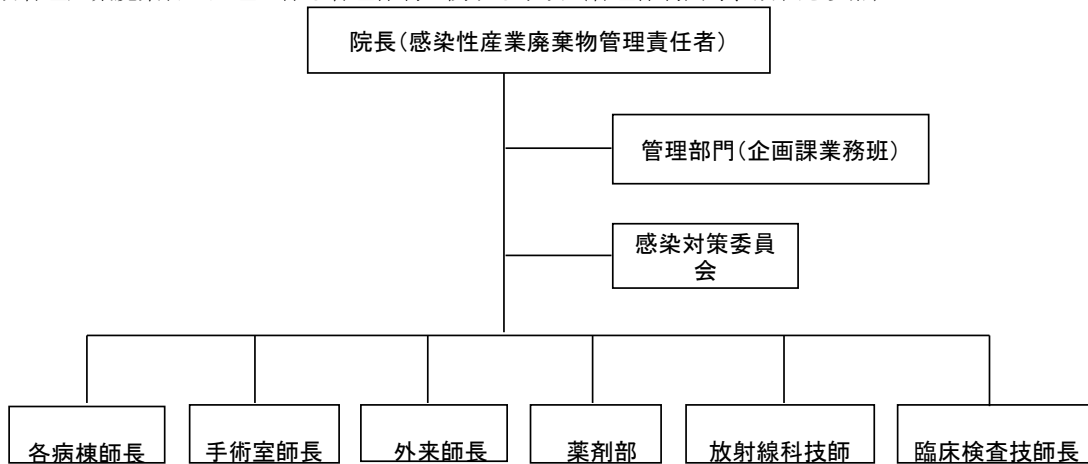 院長(感染性産業廃棄物管理責任者)
管理部門(企画課業務班)
感染対策委員
会
各病棟師長
手術室師長
外来師長
薬剤部
放射線科技師
臨床検査技師長